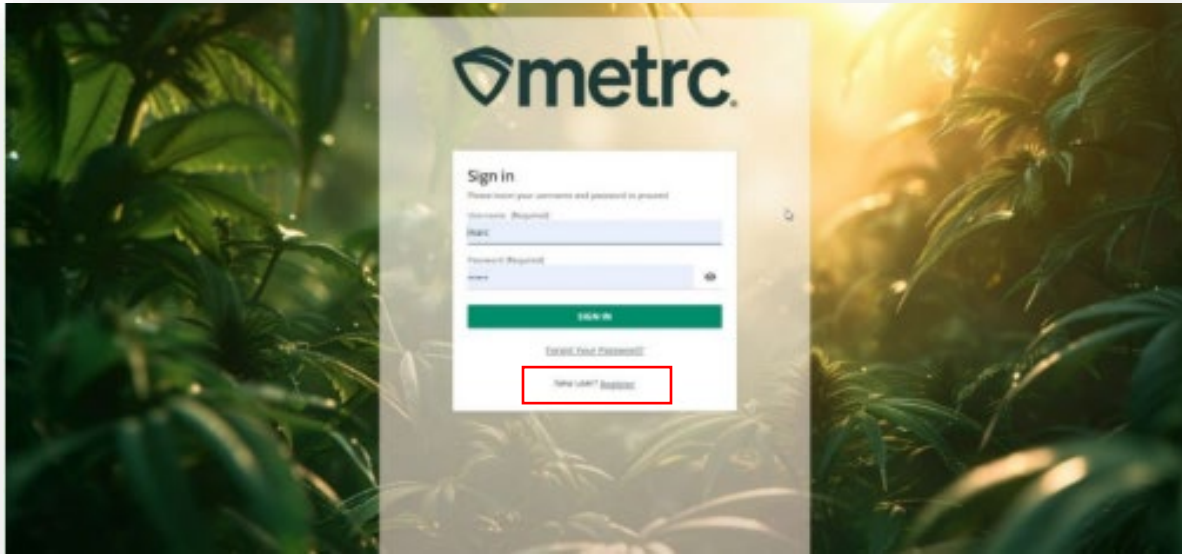 metrc.
Sign in
Please enter your username and password to proceed
Username (Required)
Password (Required)
SIGN IN
Forgot Your Password?
New user? Register